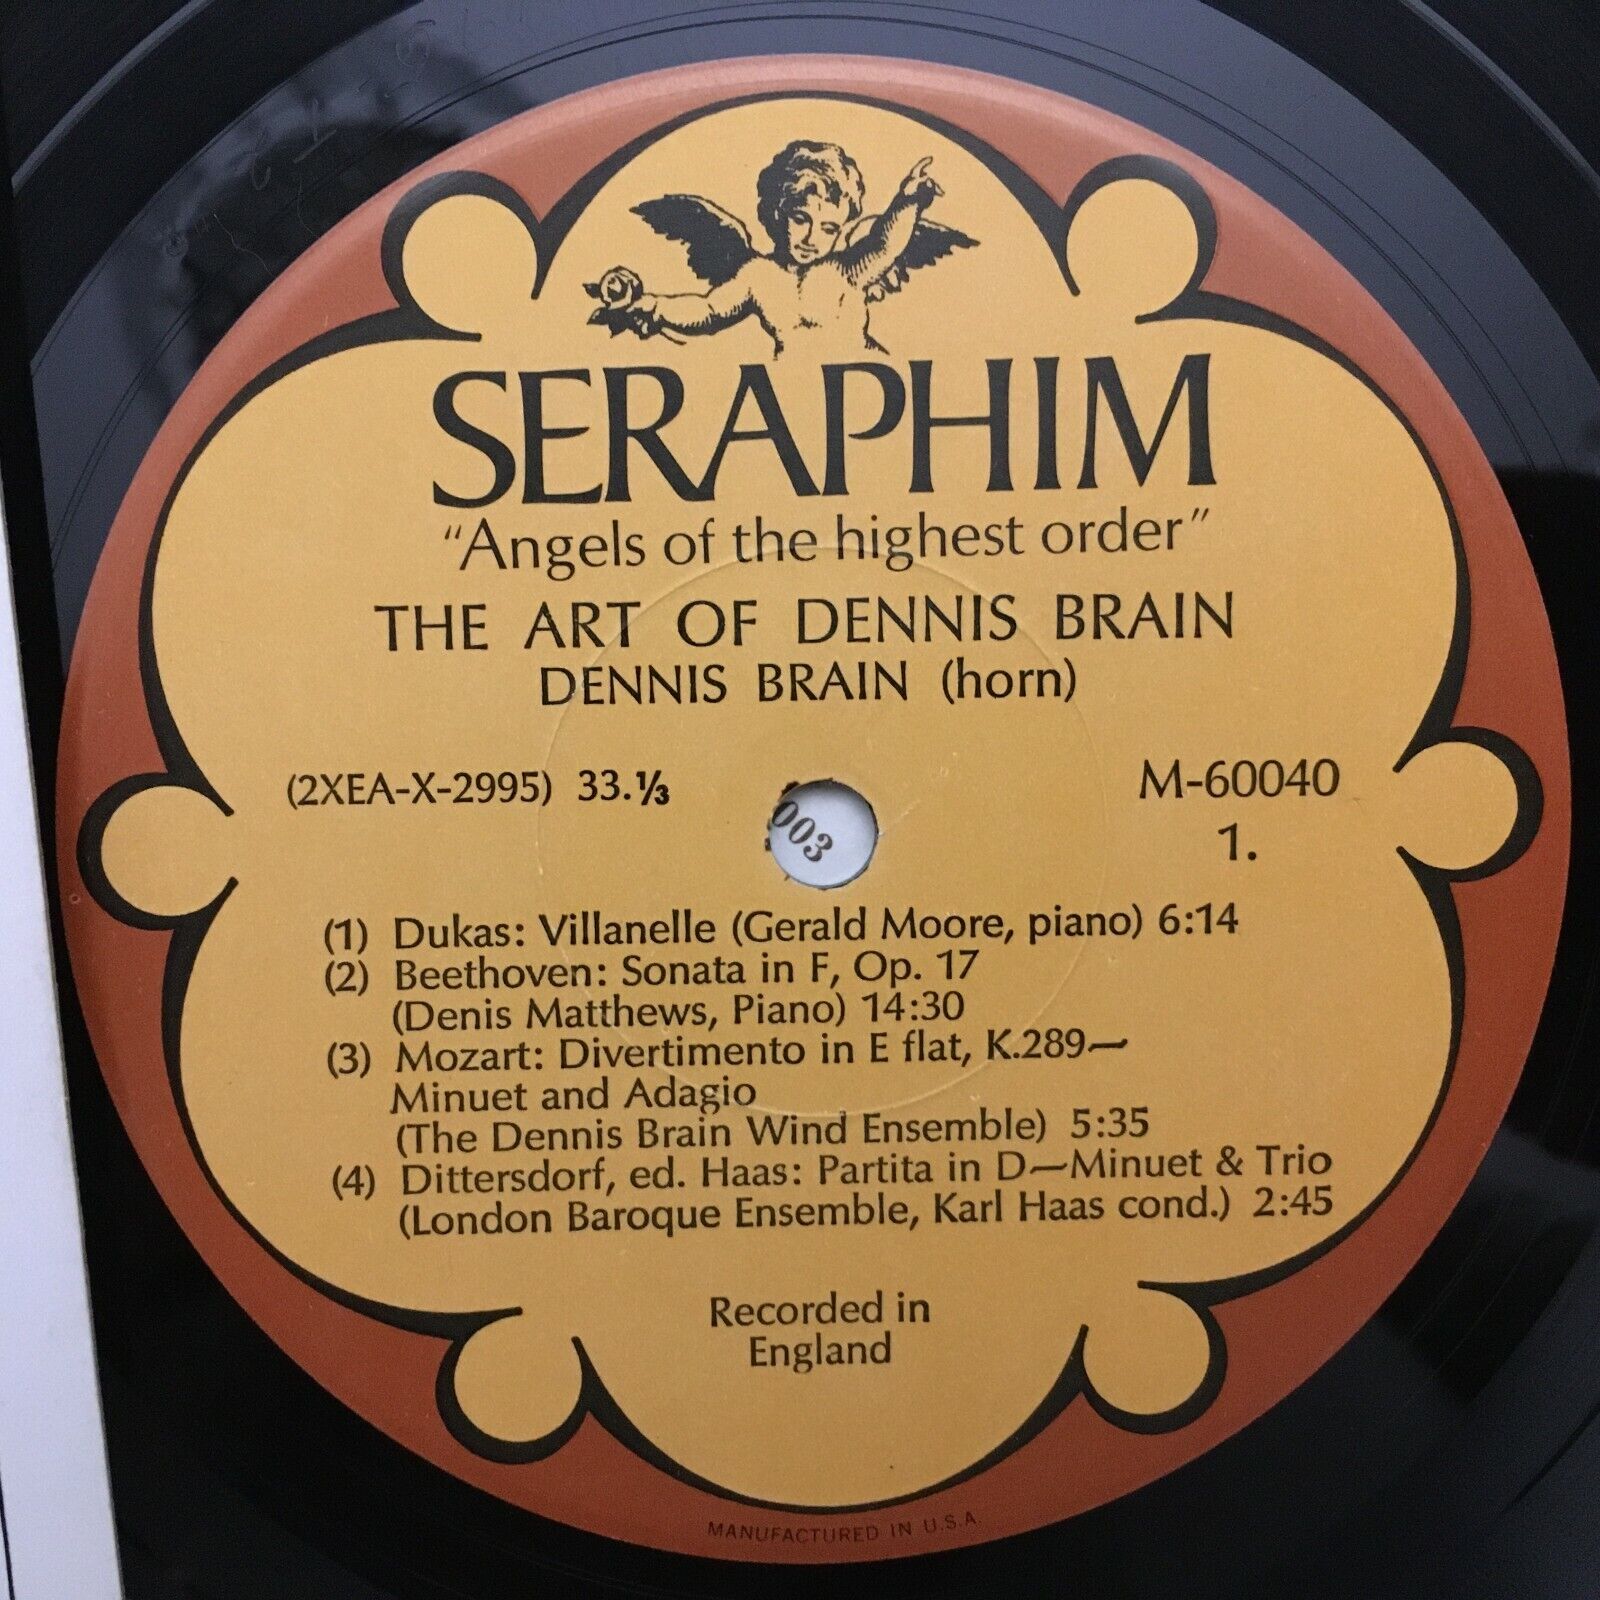 SERAPHIM
"Angels of the highest order"
THE ART OF DENNIS BRAIN
DENNIS BRAIN (horn)
(2XEA-X-2995) 33.⅓
M-60040
1.
003
(1) Dukas: Villanelle (Gerald Moore, piano) 6:14
(2) Beethoven: Sonata in F, Op. 17
(Denis Matthews, Piano) 14:30
(3) Mozart: Divertimento in E flat, K.289—
Minuet and Adagio
(The Dennis Brain Wind Ensemble) 5:35
(4) Dittersdorf, ed. Haas: Partita in D—Minuet & Trio
(London Baroque Ensemble, Karl Haas cond.) 2:45
Recorded in
England
MANUFACTURED IN U.S.A.